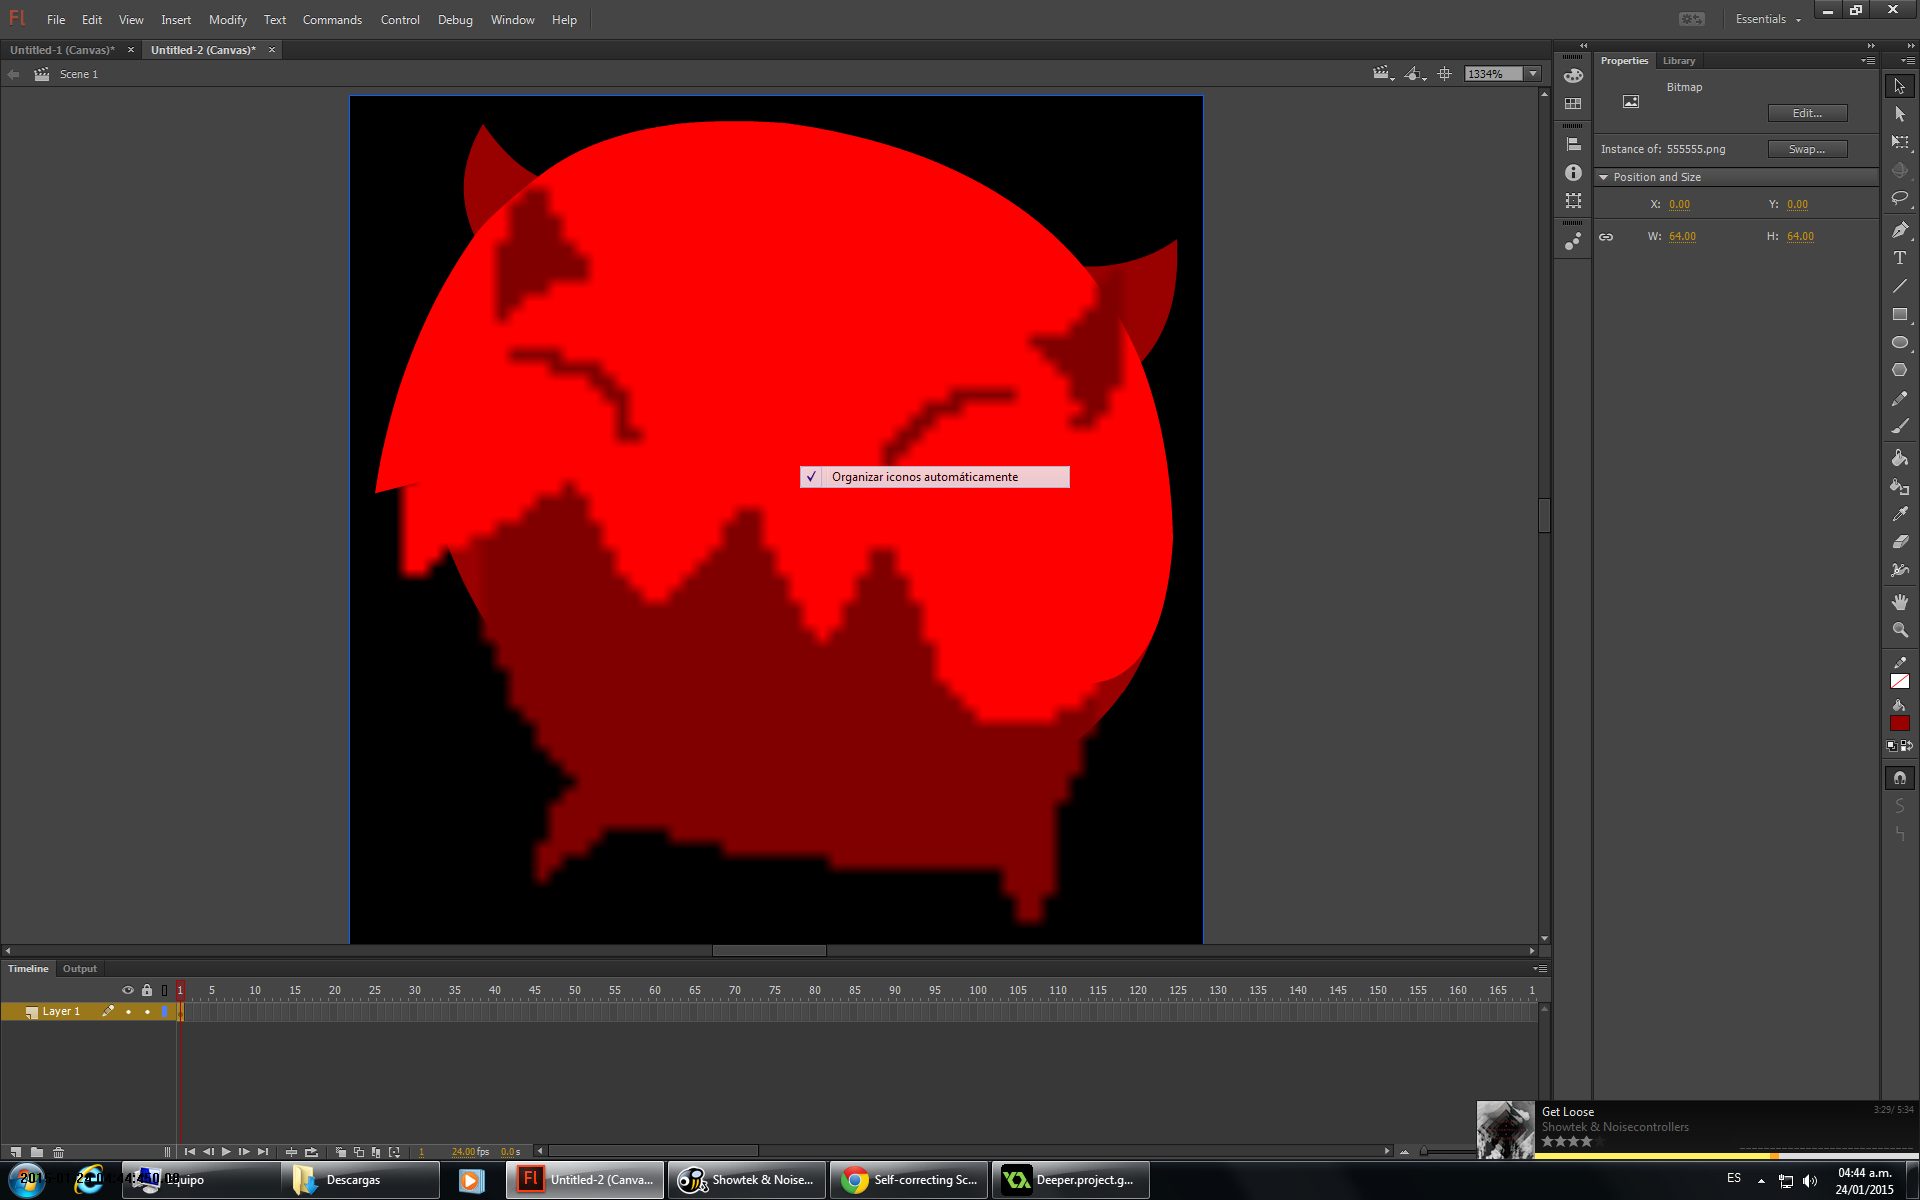 Fl File Edit View Insert Modify Text Commands Control Debug Window Help Essentials
Untitled-1 (Canvas)* × Untitled-2 (Canvas)* ×
Scene 1 1334%
Properties Library
Bitmap
Edit...
Instance of: 555555.png Swap...
Position and Size
X: 0.00 Y: 0.00
W: 64.00 H: 64.00
T
✓ Organizar iconos automáticamente
Timeline Output
1 5 10 15 20 25 30 35 40 45 50 55 60 65 70 75 80 85 90 95 100 105 110 115 120 125 130 135 140 145 150 155 160 165 1
Layer 1
1 24.00 fps 0.0 s
Get Loose 3:29/ 5:34
Showtek & Noisecontrollers
Equipo Descargas Fl Untitled-2 (Canva... Showtek & Noise... Self-correcting Sc... Deeper.project.g... ES 04:44 a.m.
24/01/2015